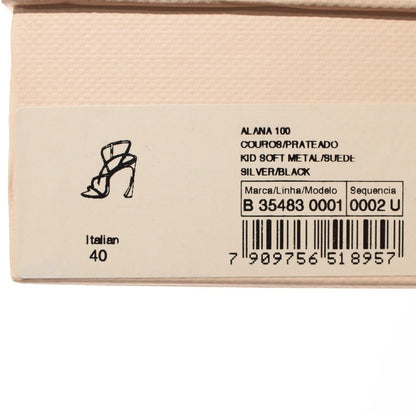 ALANA 100
COUROS/PRATEADO
KID SOFT METAL/SUEDE
SILVER/BLACK
Marca/Linha/Modelo Sequencia
B 35483 0001 0002 U
7 909756 518957
Italian
40